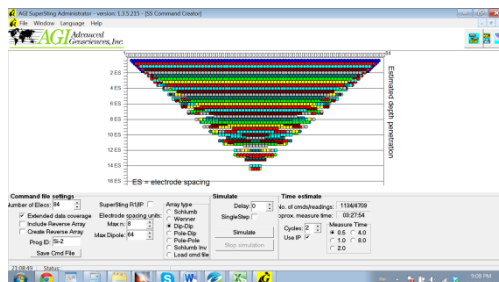 AGI SuperSting Administrator - version: 1.3.5.215 - [SS Command Creator]
File Window Language Help
AGI Advanced
Geosciences, Inc.
2 ES
4 ES
6 ES
8 ES
10 ES
12 ES
14 ES
16 ES
ES = electrode spacing
Estimated depth penetration
Command file settings
Number of Elecs: 84
Extended data coverage
Include Reverse Array
Create Reverse Array
Prog ID: Si-2
Save Cmd File
SuperSting R1/IP
Electrode spacing units:
Max n: 8
Max Dipole: 64
Array type
Schlumb
Wenner
Dip-Dip
Pole-Dip
Pole-Pole
Schlumb Inv
Load cmd file
Simulate
Delay: 0
SingleStep
Simulate
Stop simulation
Time estimate
No. of cmds/readings: 1134/4709
Approx. measure time: 03:27:54
Cycles: 2
Use IP
Measure Time
0.5 4.0
1.0 8.0
2.0
21:08:49 Status:
9:08 PM